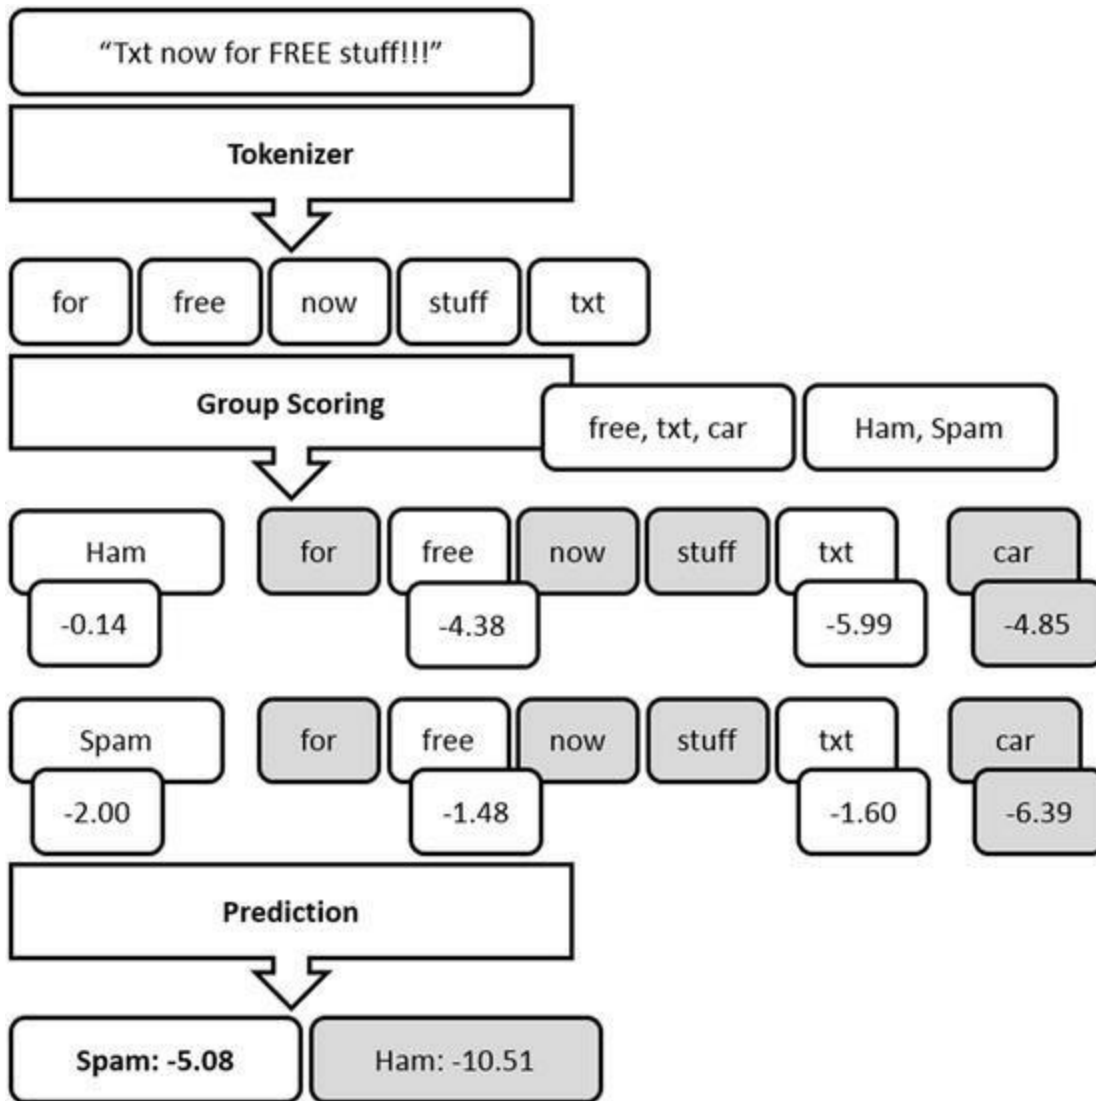 “Txt now for FREE stuff!!!”
Tokenizer
for free now stuff txt
Group Scoring
free, txt, car Ham, Spam
Ham for free now stuff txt car
-0.14 -4.38 -5.99 -4.85
Spam for free now stuff txt car
-2.00 -1.48 -1.60 -6.39
Prediction
Spam: -5.08 Ham: -10.51